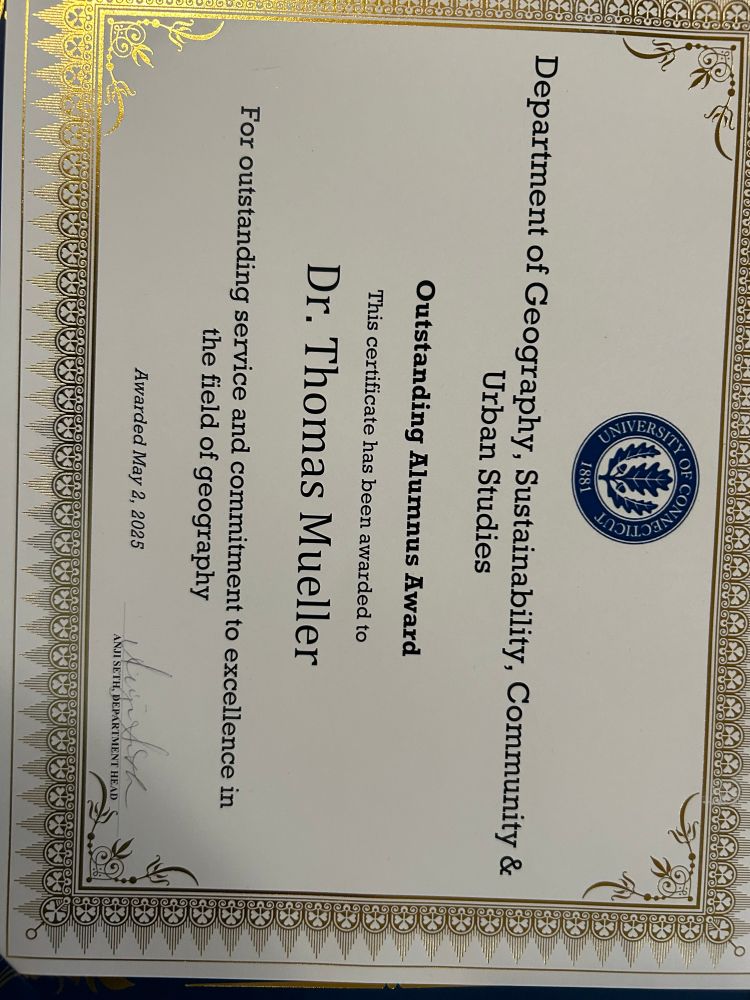 UNIVERSITY OF CONNECTICUT
1881
Department of Geography, Sustainability, Community &
Urban Studies
Outstanding Alumnus Award
This certificate has been awarded to
Dr. Thomas Mueller
For outstanding service and commitment to excellence in
the field of geography
Awarded May 2, 2025
ANJI SETH, DEPARTMENT HEAD